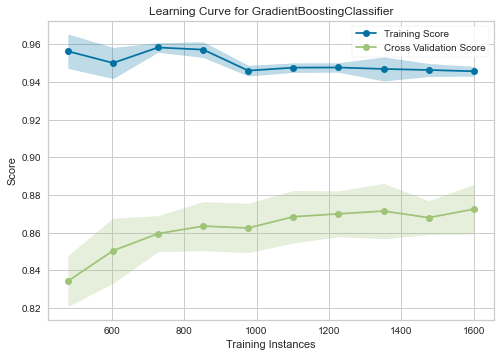 Learning Curve for GradientBoostingClassifier
Training Score
Cross Validation Score
Score
0.96
0.94
0.92
0.90
0.88
0.86
0.84
0.82
600
800
1000
1200
1400
1600
Training Instances